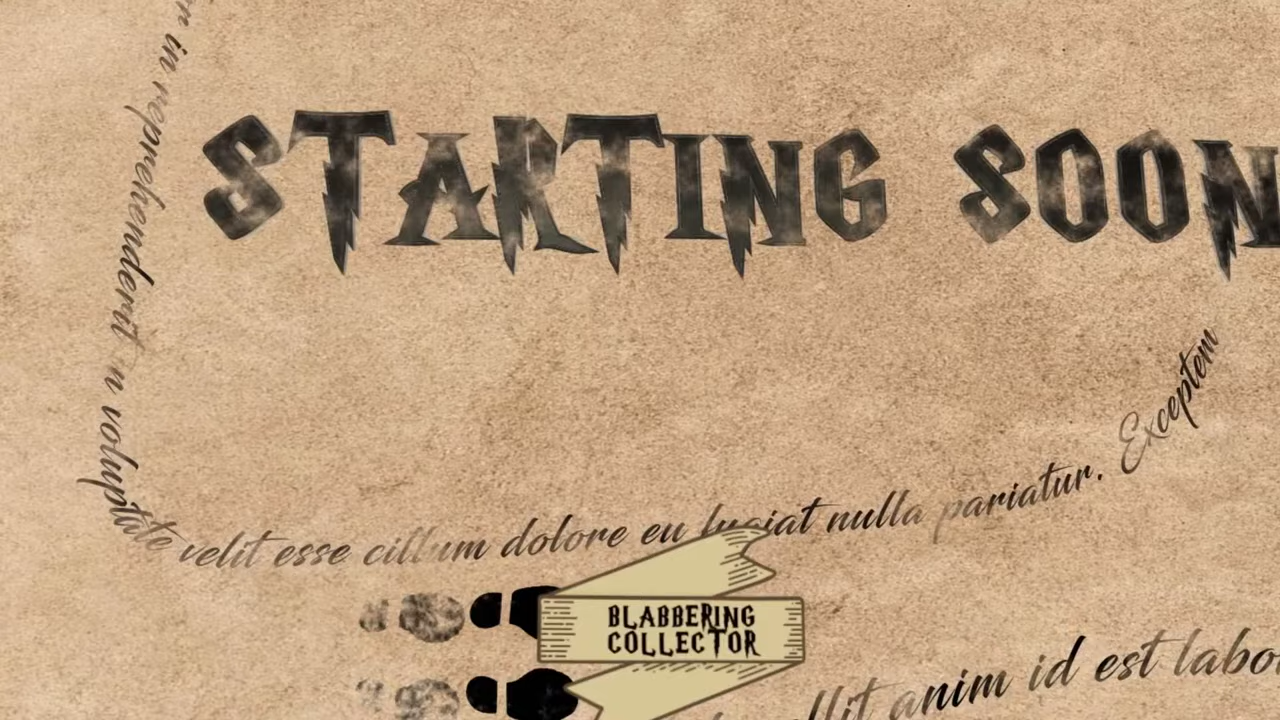 STARTING SOON
in reprehenderit in voluptate velit esse cillum dolore eu fugiat nulla pariatur. Exceptem
BLABBERING
COLLECTOR
anim id est labo